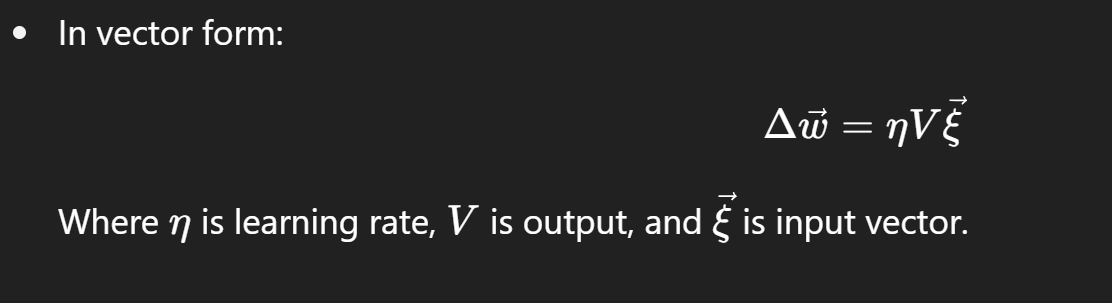 • In vector form:
Δw⃗ = ηVξ⃗
Where η is learning rate, V is output, and ξ⃗ is input vector.